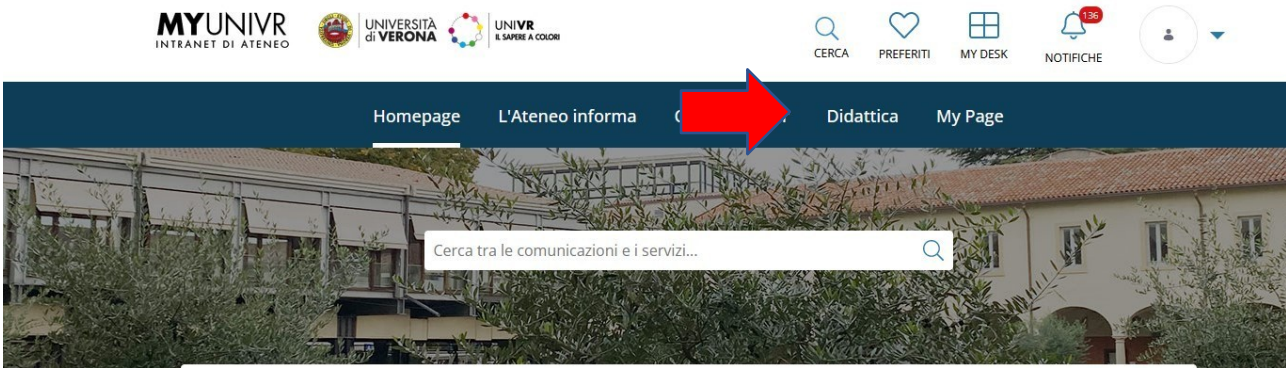 MYUNIVR
INTRANET DI ATENEO
UNIVERSITÀ
di VERONA
UNIVR
IL SAPERE A COLORI
CERCA
PREFERITI
MY DESK
136
NOTIFICHE
Homepage L'Ateneo informa Didattica My Page
Cerca tra le comunicazioni e i servizi...